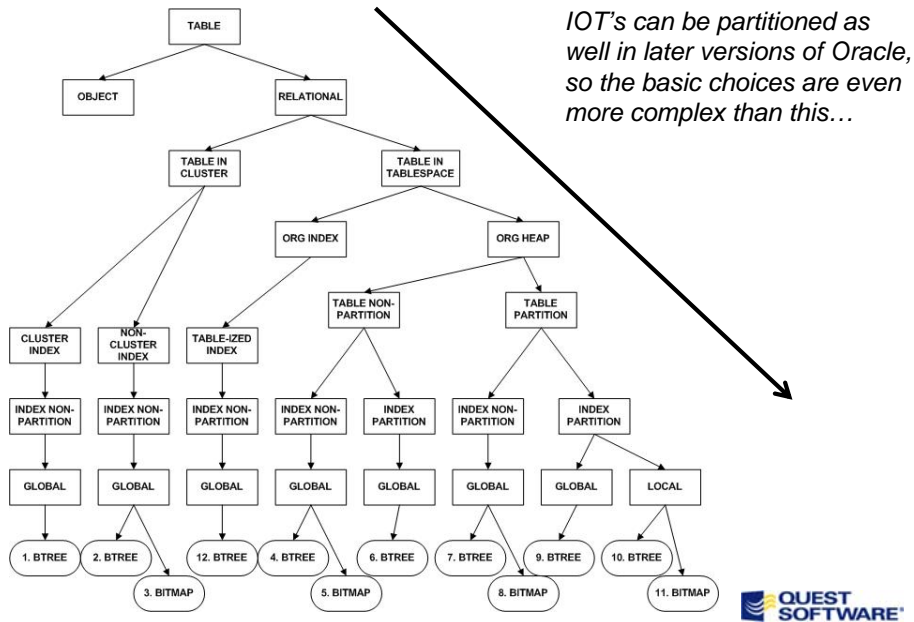 TABLE
IOT's can be partitioned as
well in later versions of Oracle,
so the basic choices are even
more complex than this…
OBJECT
RELATIONAL
TABLE IN
CLUSTER
TABLE IN
TABLESPACE
ORG INDEX
ORG HEAP
TABLE NON-
PARTITION
TABLE
PARTITION
CLUSTER
INDEX
NON-
CLUSTER
INDEX
TABLE-IZED
INDEX
INDEX NON-
PARTITION
INDEX NON-
PARTITION
INDEX NON-
PARTITION
INDEX NON-
PARTITION
INDEX
PARTITION
INDEX NON-
PARTITION
INDEX
PARTITION
GLOBAL
GLOBAL
GLOBAL
GLOBAL
GLOBAL
GLOBAL
GLOBAL
LOCAL
1. BTREE
2. BTREE
12. BTREE
4. BTREE
6. BTREE
7. BTREE
9. BTREE
10. BTREE
3. BITMAP
5. BITMAP
8. BITMAP
11. BITMAP
QUEST
SOFTWARE®